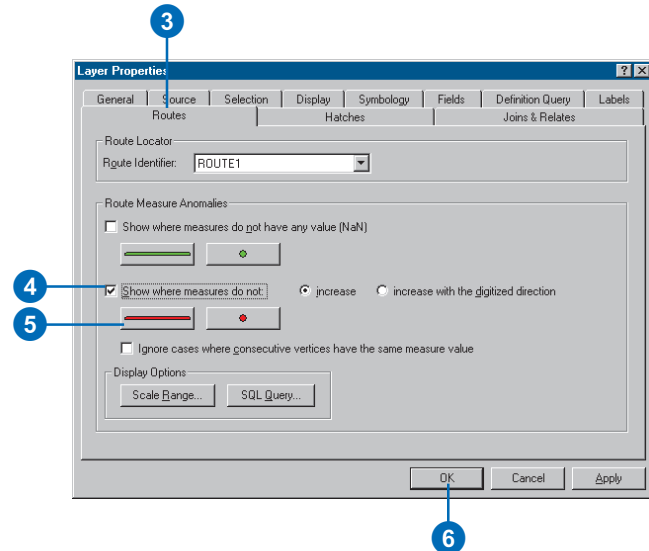 3
Layer Properties
General Source Selection Display Symbology Fields Definition Query Labels
Routes Hatches Joins & Relates
Route Locator
Route Identifier: ROUTE1
Route Measure Anomalies
Show where measures do not have any value (NaN)
4
Show where measures do not: increase increase with the digitized direction
5
Ignore cases where consecutive vertices have the same measure value
Display Options
Scale Range... SQL Query...
OK Cancel Apply
6